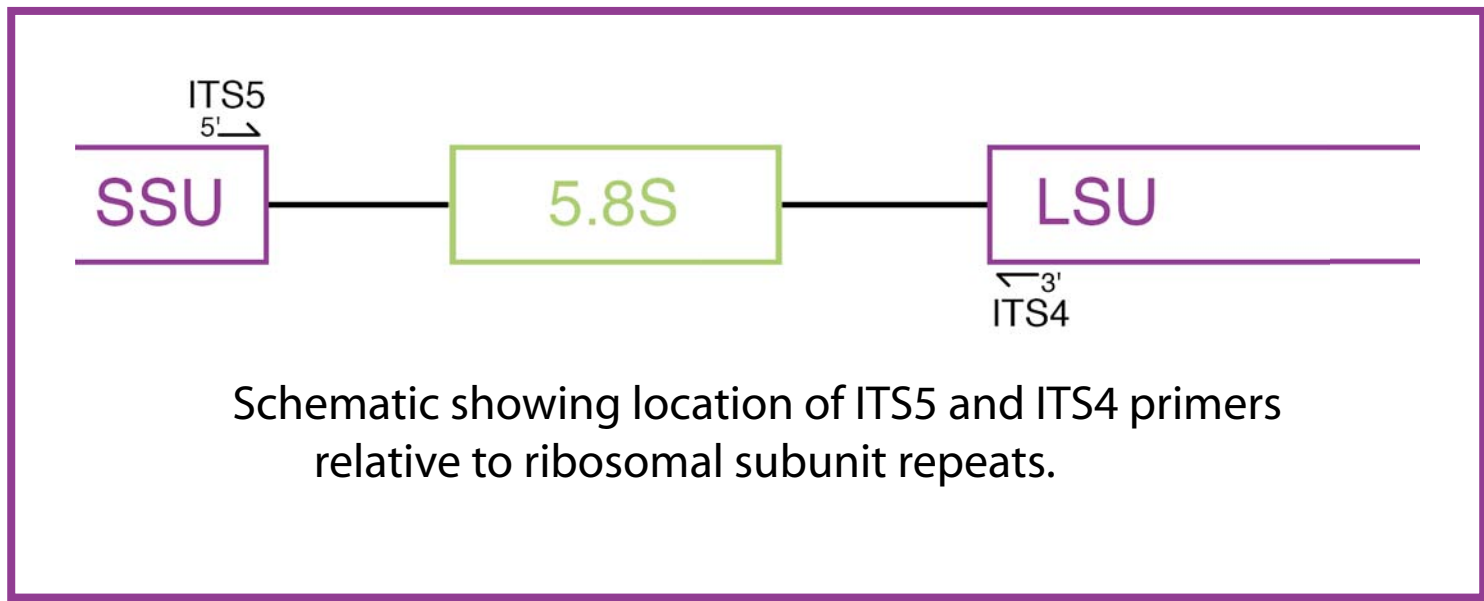 ITS5
5'
SSU
5.8S
LSU
3'
ITS4
Schematic showing location of ITS5 and ITS4 primers
relative to ribosomal subunit repeats.